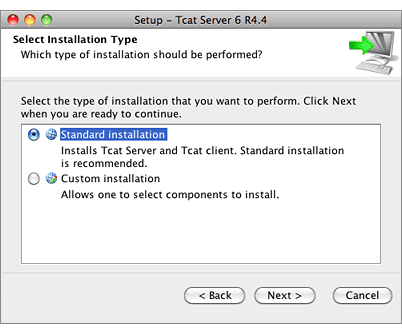 Setup – Tcat Server 6 R4.4
Select Installation Type
Which type of installation should be performed?
Select the type of installation that you want to perform. Click Next
when you are ready to continue.
Standard installation
Installs Tcat Server and Tcat client. Standard installation
is recommended.
Custom installation
Allows one to select components to install.
< Back
Next >
Cancel